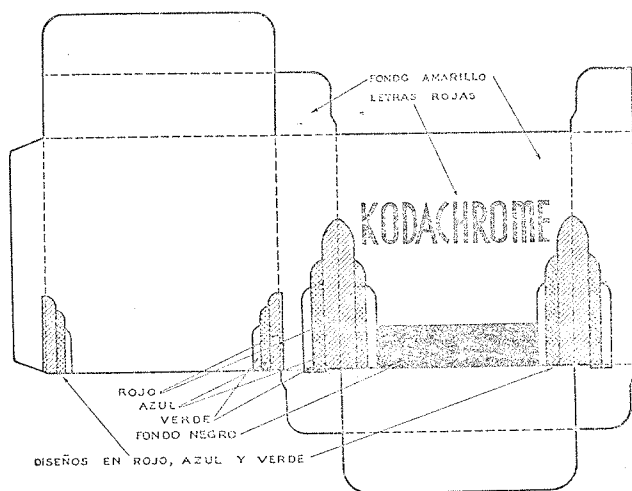 FONDO AMARILLO
LETRAS ROJAS
KODACHROME
ROJO
AZUL
VERDE
FONDO NEGRO
DISEÑOS EN ROJO, AZUL Y VERDE